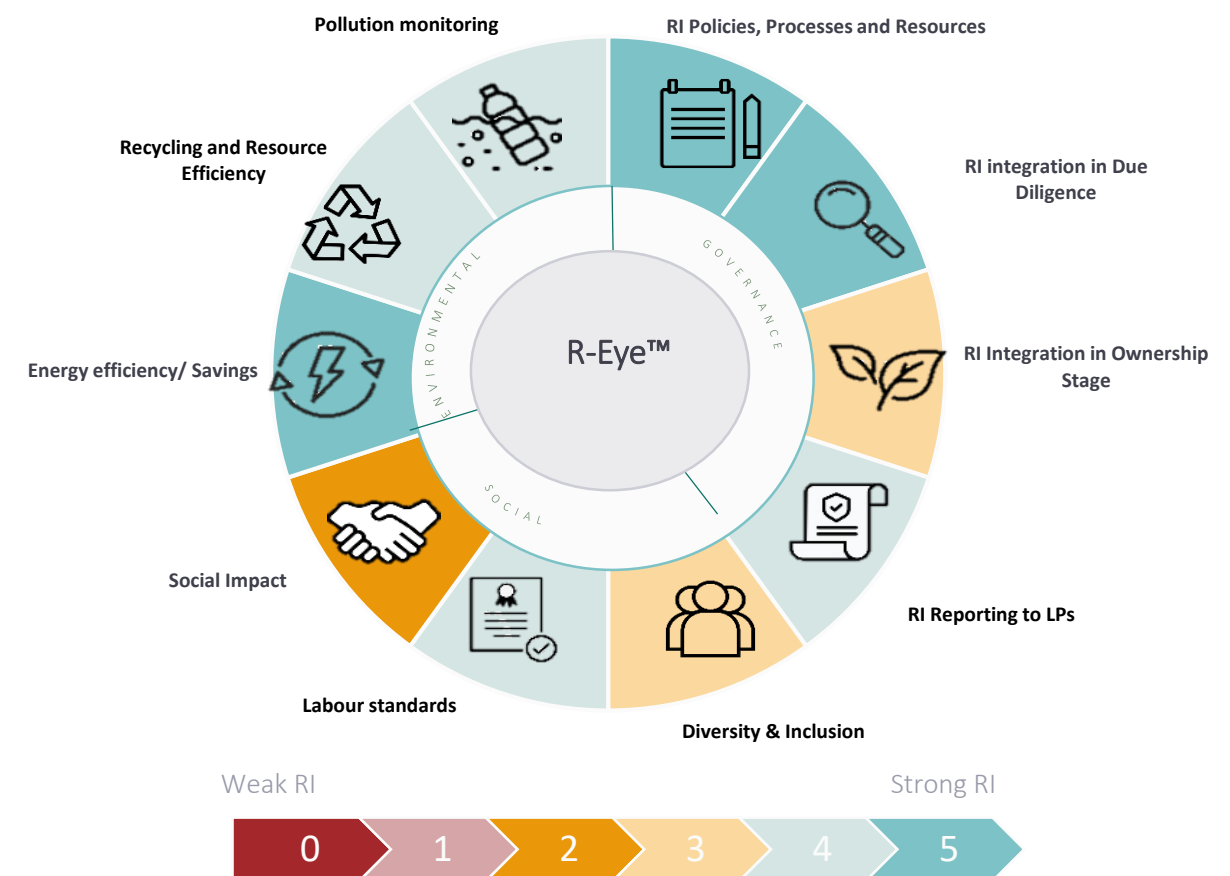 Pollution monitoring
RI Policies, Processes and Resources
Recycling and Resource
Efficiency
RI integration in Due
Diligence
ENVIRONMENTAL
GOVERNANCE
R-Eye™
Energy efficiency/ Savings
RI Integration in Ownership
Stage
SOCIAL
Social Impact
RI Reporting to LPs
Labour standards
Diversity & Inclusion
Weak RI
Strong RI
0 1 2 3 4 5